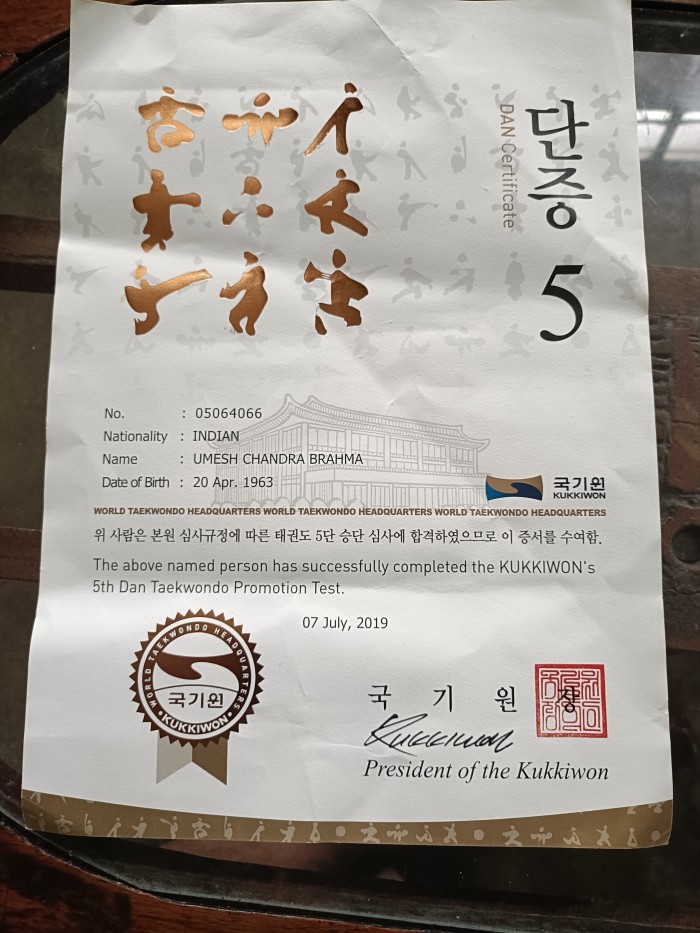 단증
DAN Certificate
5
No. : 05064066
Nationality : INDIAN
Name : UMESH CHANDRA BRAHMA
Date of Birth : 20 Apr. 1963
국기원
KUKKIWON
WORLD TAEKWONDO HEADQUARTERS WORLD TAEKWONDO HEADQUARTERS WORLD TAEKWONDO HEADQUARTERS
위 사람은 본원 심사규정에 따른 태권도 5단 승단 심사에 합격하였으므로 이 증서를 수여함.
The above named person has successfully completed the KUKKIWON's
5th Dan Taekwondo Promotion Test.
07 July, 2019
WORLD TAEKWONDO HEADQUARTERS
국기원
KUKKIWON
국 기 원 장
Kukkiwon
President of the Kukkiwon